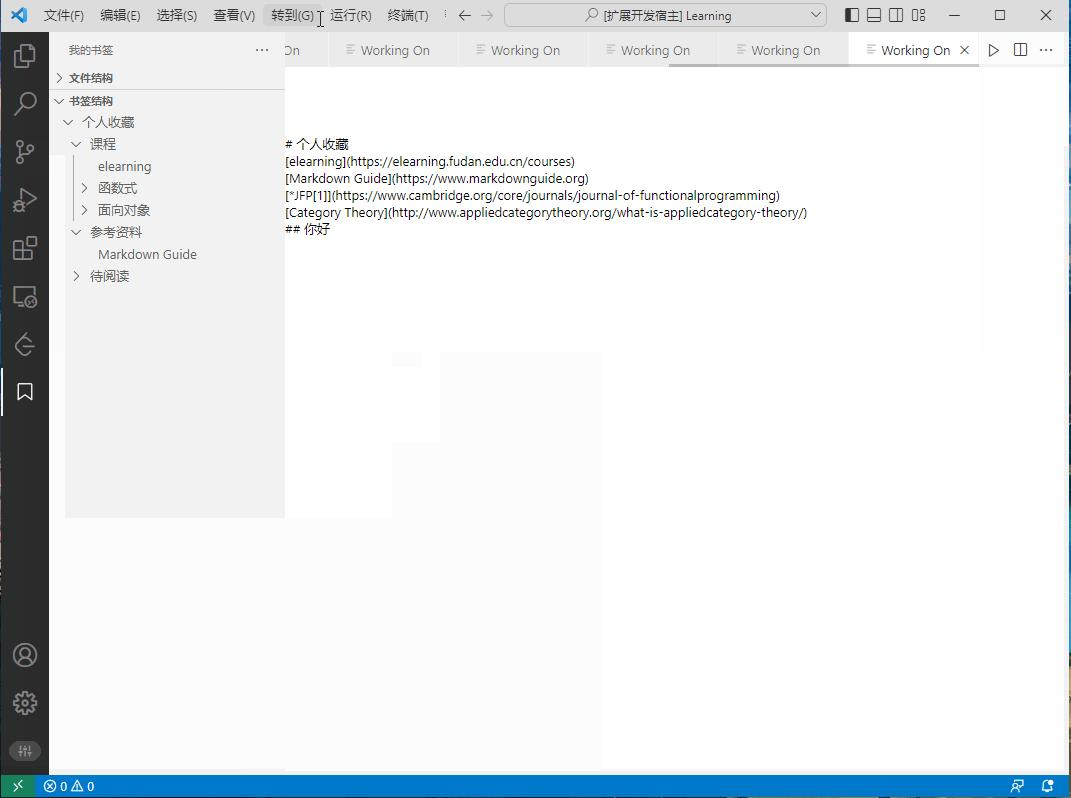 文件(F) 编辑(E) 选择(S) 查看(V) 转到(G) 运行(R) 终端(T) [扩展开发宿主] Learning
我的书签
On Working On Working On Working On Working On Working On
文件结构
书签结构
个人收藏
课程
elearning
函数式
面向对象
参考资料
Markdown Guide
待阅读
# 个人收藏
[elearning](https://elearning.fudan.edu.cn/courses)
[Markdown Guide](https://www.markdownguide.org)
[*JFP[1]](https://www.cambridge.org/core/journals/journal-of-functionalprogramming)
[Category Theory](http://www.appliedcategorytheory.org/what-is-appliedcategory-theory/)
## 你好
0 0